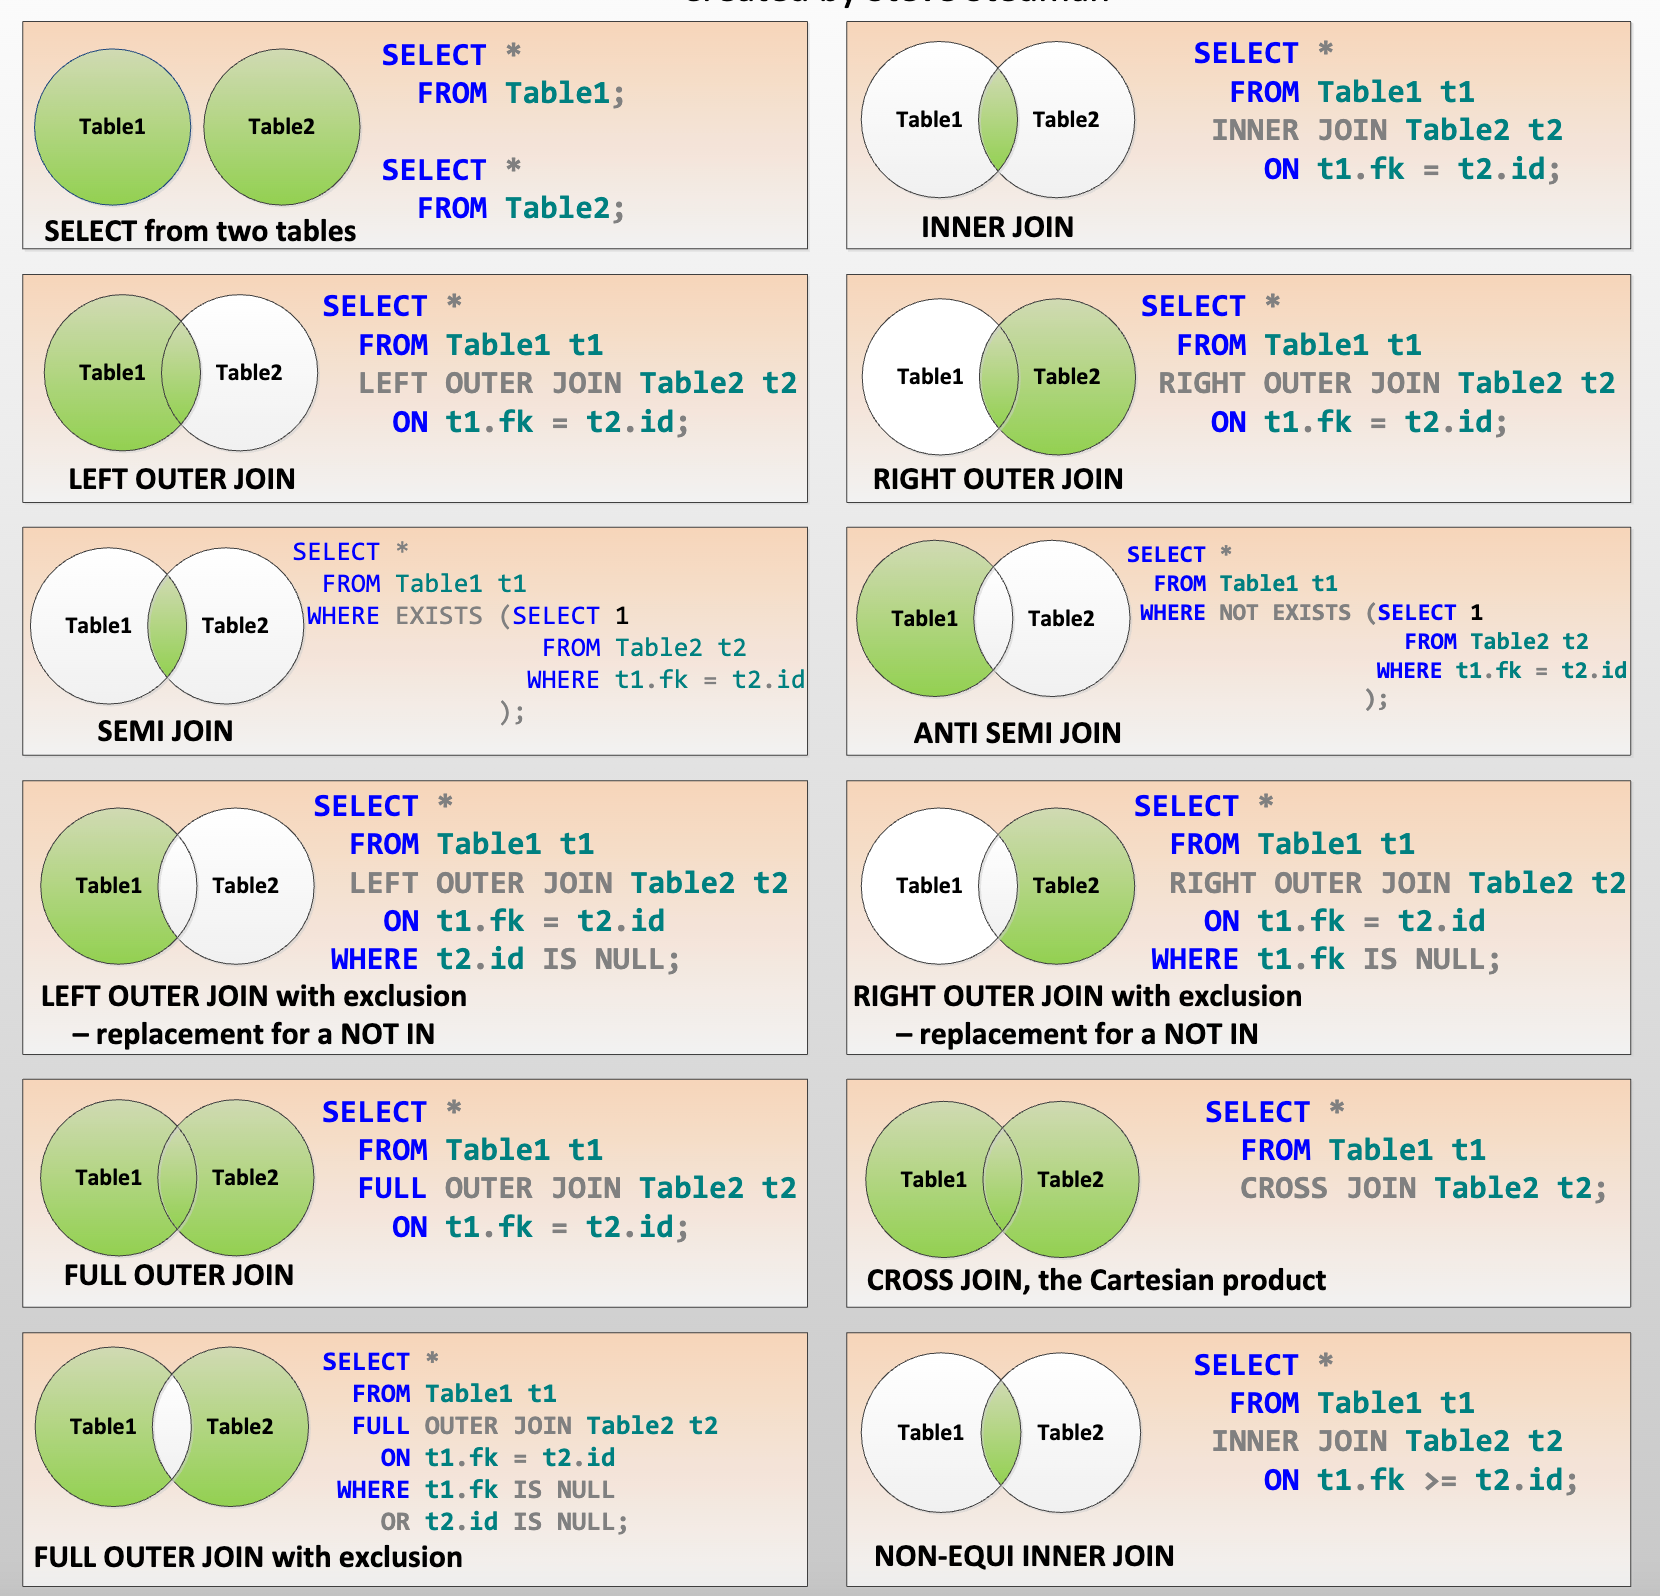 created by Steve Stedman
Table1
Table2
SELECT *
FROM Table1;
SELECT *
FROM Table2;
SELECT from two tables
Table1
Table2
SELECT *
FROM Table1 t1
INNER JOIN Table2 t2
ON t1.fk = t2.id;
INNER JOIN
Table1
Table2
SELECT *
FROM Table1 t1
LEFT OUTER JOIN Table2 t2
ON t1.fk = t2.id;
LEFT OUTER JOIN
Table1
Table2
SELECT *
FROM Table1 t1
RIGHT OUTER JOIN Table2 t2
ON t1.fk = t2.id;
RIGHT OUTER JOIN
Table1
Table2
SELECT *
FROM Table1 t1
WHERE EXISTS (SELECT 1
FROM Table2 t2
WHERE t1.fk = t2.id
);
SEMI JOIN
Table1
Table2
SELECT *
FROM Table1 t1
WHERE NOT EXISTS (SELECT 1
FROM Table2 t2
WHERE t1.fk = t2.id
);
ANTI SEMI JOIN
Table1
Table2
SELECT *
FROM Table1 t1
LEFT OUTER JOIN Table2 t2
ON t1.fk = t2.id
WHERE t2.id IS NULL;
LEFT OUTER JOIN with exclusion
– replacement for a NOT IN
Table1
Table2
SELECT *
FROM Table1 t1
RIGHT OUTER JOIN Table2 t2
ON t1.fk = t2.id
WHERE t1.fk IS NULL;
RIGHT OUTER JOIN with exclusion
– replacement for a NOT IN
Table1
Table2
SELECT *
FROM Table1 t1
FULL OUTER JOIN Table2 t2
ON t1.fk = t2.id;
FULL OUTER JOIN
Table1
Table2
SELECT *
FROM Table1 t1
CROSS JOIN Table2 t2;
CROSS JOIN, the Cartesian product
Table1
Table2
SELECT *
FROM Table1 t1
FULL OUTER JOIN Table2 t2
ON t1.fk = t2.id
WHERE t1.fk IS NULL
OR t2.id IS NULL;
FULL OUTER JOIN with exclusion
Table1
Table2
SELECT *
FROM Table1 t1
INNER JOIN Table2 t2
ON t1.fk >= t2.id;
NON-EQUI INNER JOIN